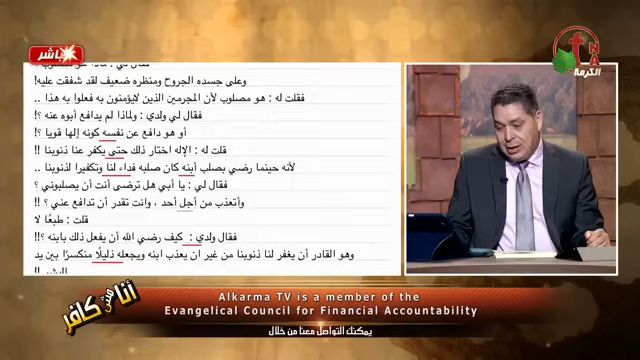 مباشر
NA
الكرمة
وعلى جسده الجروح ومنظره ضعيف لقد شفقت عليه!
فقلت له : هو مصلوب لأن المجرمين الذين لايؤمنون به فعلوا به هذا ..
فقال لي ولدي : ولماذا لم يدافع أبوه عنه ؟!
أو هو دافع عن نفسه كونه إلها قويا ؟!
قلت له : الإله اختار ذلك حتى يكفر عنا ذنوبنا
لأنه حينما رضي بصلب أبنه كان صلبه فداء لنا وتكفيرا لذنوبنا ..
فقال لي : يا أبي هل ترضى أنت أن يصلبوني ؟
وأتعذب من أجل أحد ، وانت تقدر أن تدافع عني ؟ !!
قلت : طبعًا لا
فقال ولدي : كيف رضي الله أن يفعل ذلك بابنه ؟!!
وهو القادر أن يغفر لنا ذنوبنا من غير ان يعذب ابنه ويجعله ذليلًا منكسرًا بين يد
أنا مش كافر
Alkarma TV is a member of the
Evangelical Council for Financial Accountability
يمكنك التواصل معنا من خلال